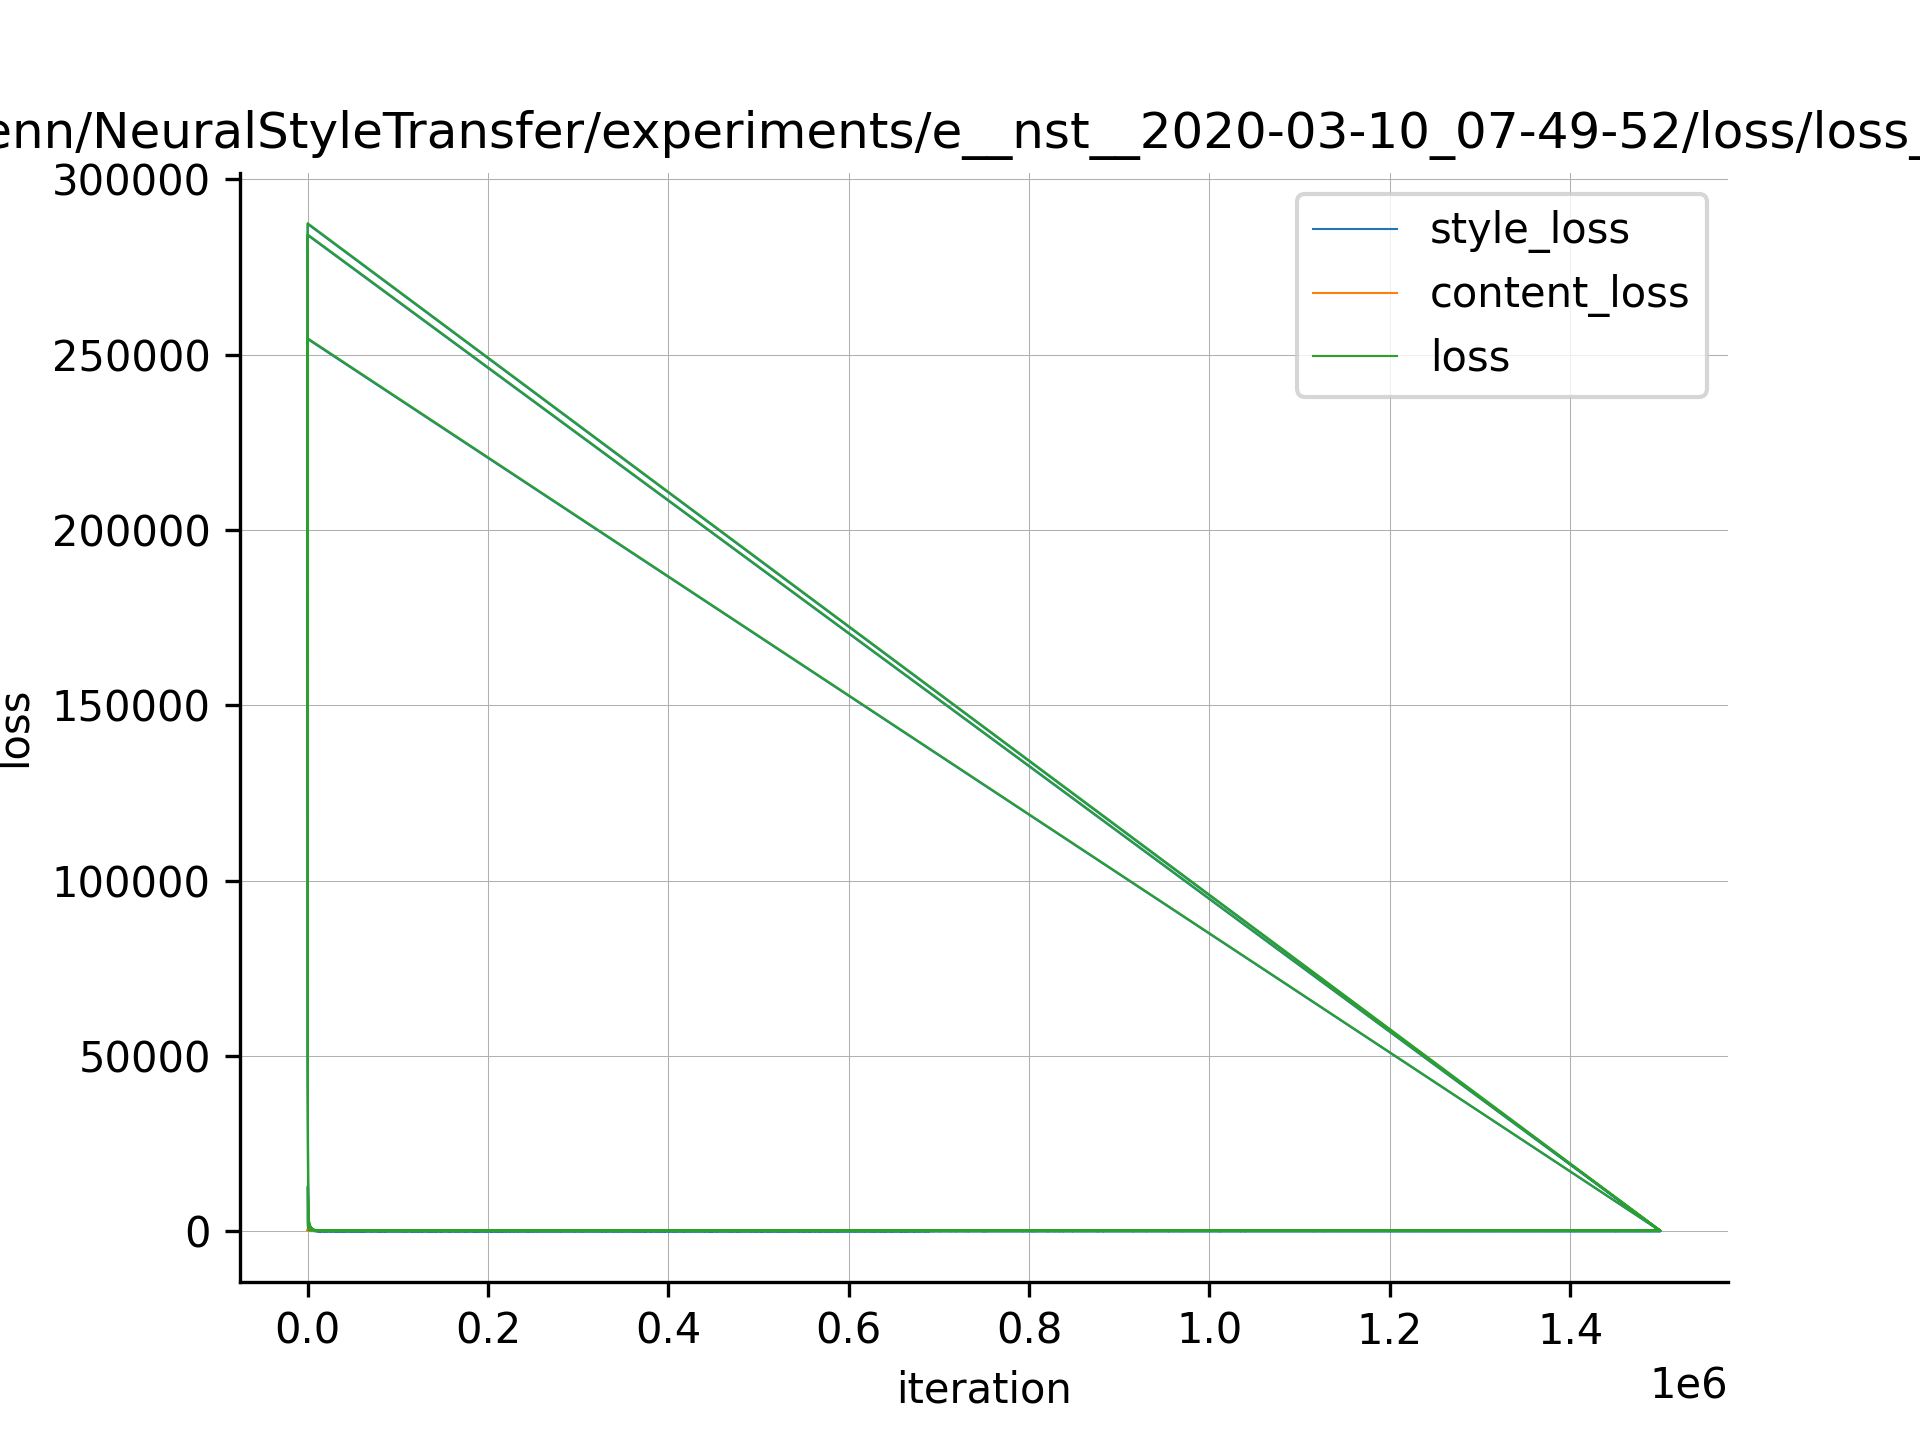 enn/NeuralStyleTransfer/experiments/e__nst__2020-03-10_07-49-52/loss/loss_
300000
250000
200000
150000
100000
50000
0
loss
style_loss
content_loss
loss
0.0 0.2 0.4 0.6 0.8 1.0 1.2 1.4
1e6
iteration